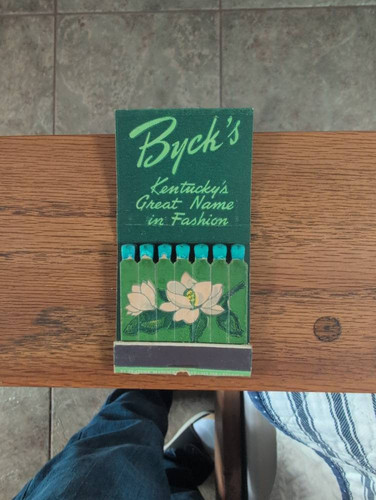 Byck's
Kentucky's
Great Name
in Fashion